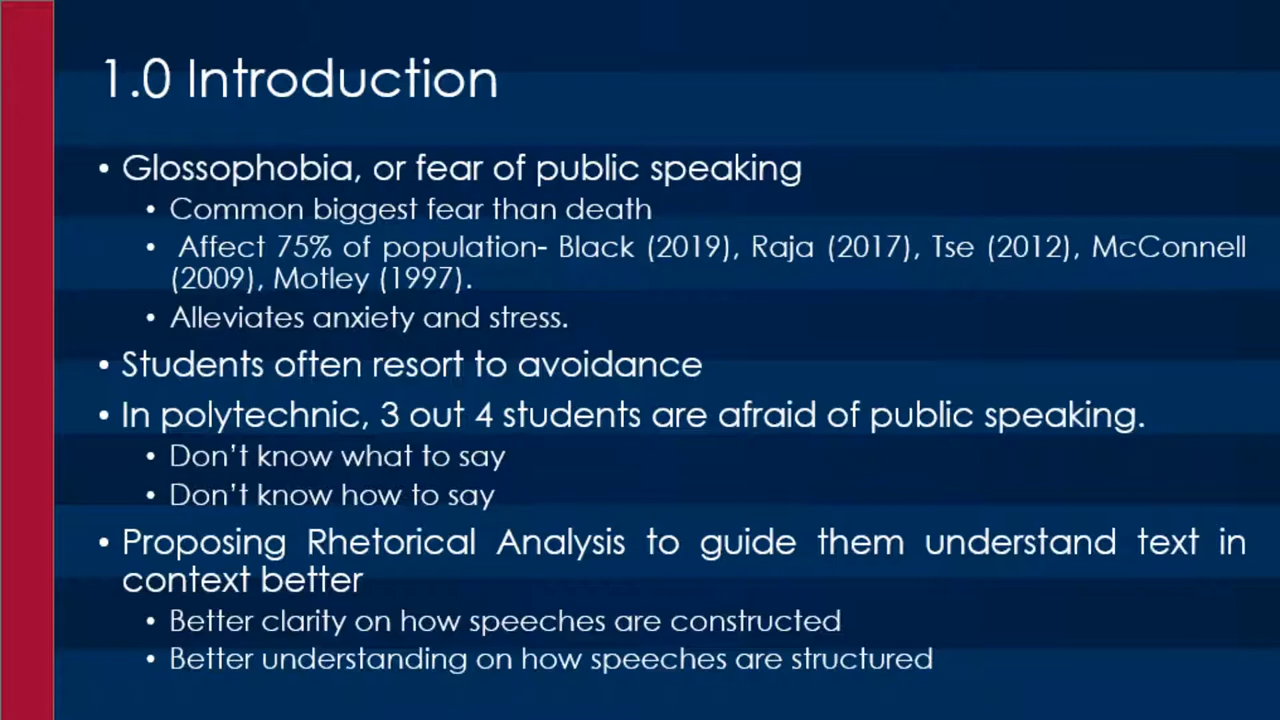 1.0 Introduction
• Glossophobia, or fear of public speaking
• Common biggest fear than death
• Affect 75% of population- Black (2019), Raja (2017), Tse (2012), McConnell
(2009), Motley (1997).
• Alleviates anxiety and stress.
• Students often resort to avoidance
• In polytechnic, 3 out 4 students are afraid of public speaking.
• Don't know what to say
• Don't know how to say
• Proposing Rhetorical Analysis to guide them understand text in
context better
• Better clarity on how speeches are constructed
• Better understanding on how speeches are structured